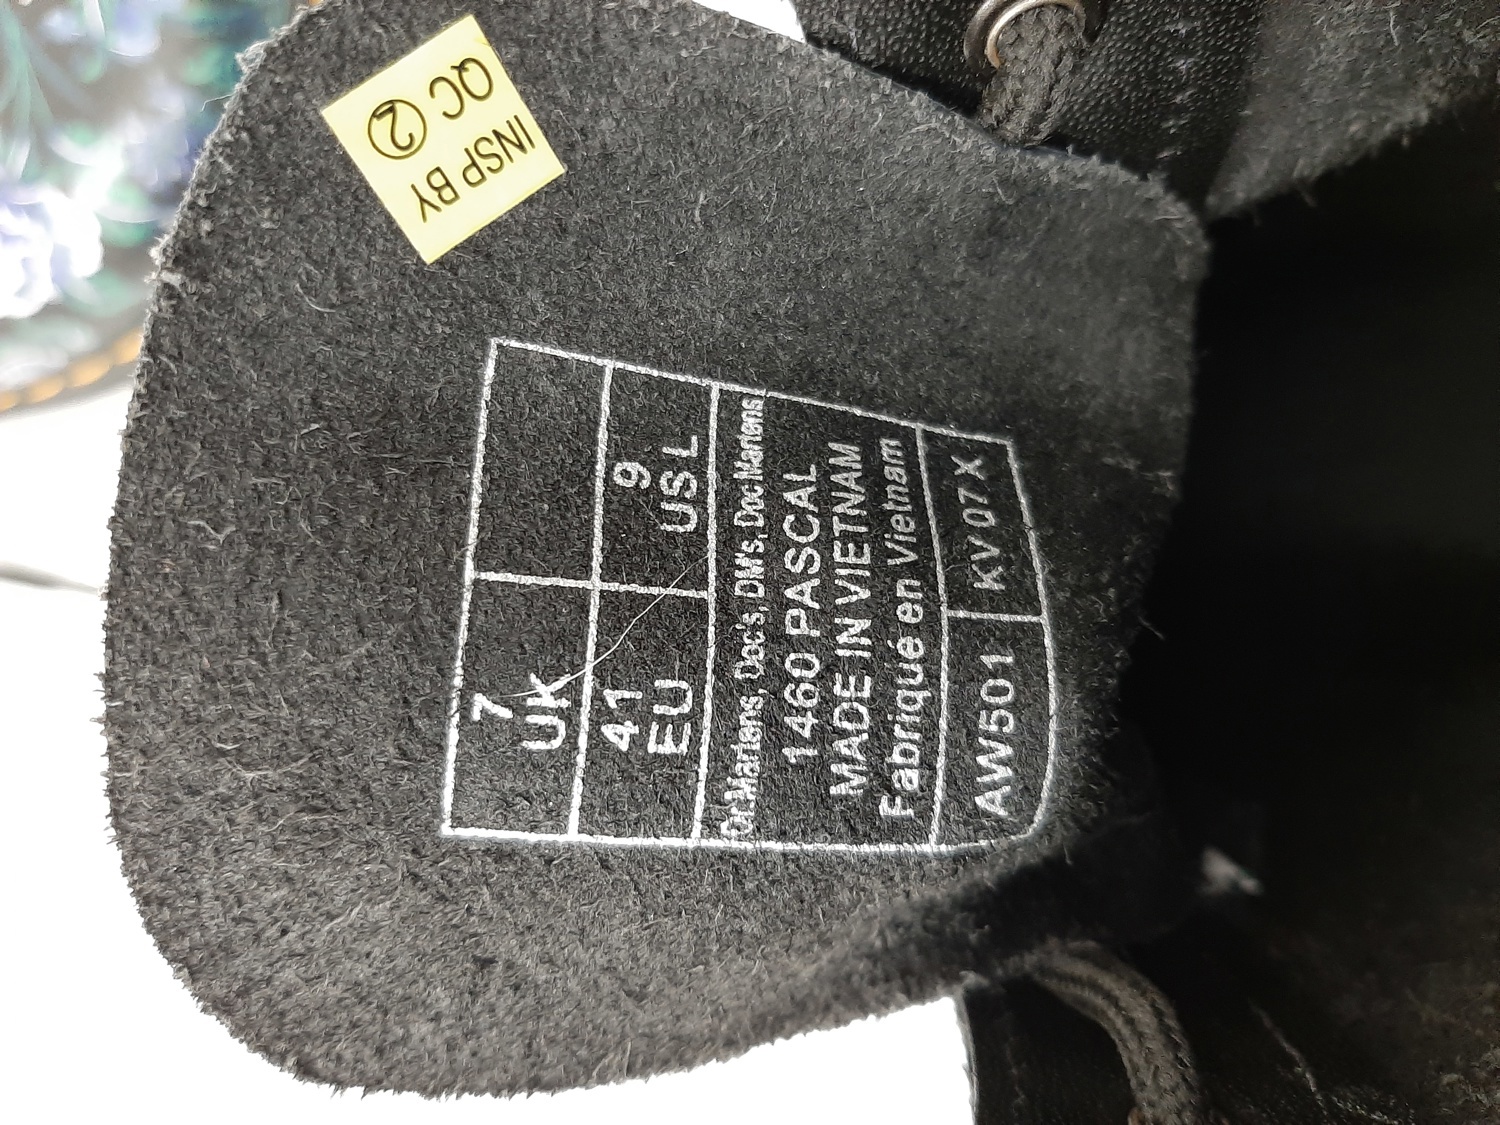 INSP BY
QC 2
7
UK
41
EU
9
US L
Dr.Martens, Doc's, DM's, Doc Martens
1460 PASCAL
MADE IN VIETNAM
Fabriqué en Vietnam
AW501
KV 07 X